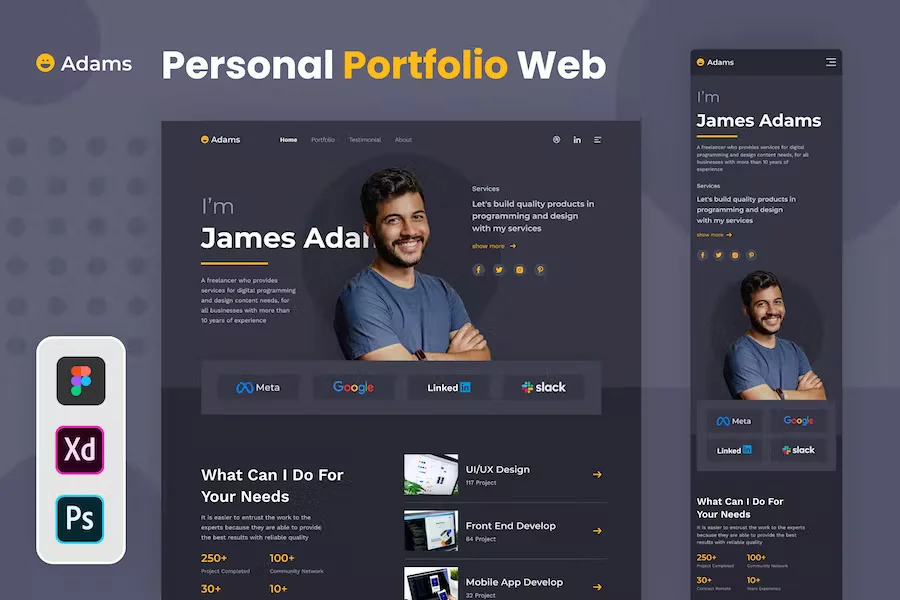 Adams
Personal Portfolio Web
Adams
Home Portfolio Testimonial About
in
I'm
James Adam
A freelancer who provides
services for digital programming
and design content needs, for
all businesses with more than
10 years of experience
Services
Let's build quality products in
programming and design
with my services
show more
Meta
Google
Linked in
slack
What Can I Do For
Your Needs
It is easier to entrust the work to the
experts because they are able to provide
the best results with reliable quality
250+ 100+
Project Completed Community Network
30+ 10+
UI/UX Design
117 Project
Front End Develop
84 Project
Mobile App Develop
32 Project
Xd
Ps
Adams
I'm
James Adams
A freelancer who provides services for digital
programming and design content needs, for all
businesses with more than 10 years of
experience
Services
Let's build quality products in
programming and design
with my services
show more
Meta
Google
Linked in
slack
What Can I Do For
Your Needs
It is easier to entrust the work to the experts
because they are able to provide the best
results with reliable quality
250+ 100+
Project Completed Community Network
30+ 10+
Contract Remote Years Experience